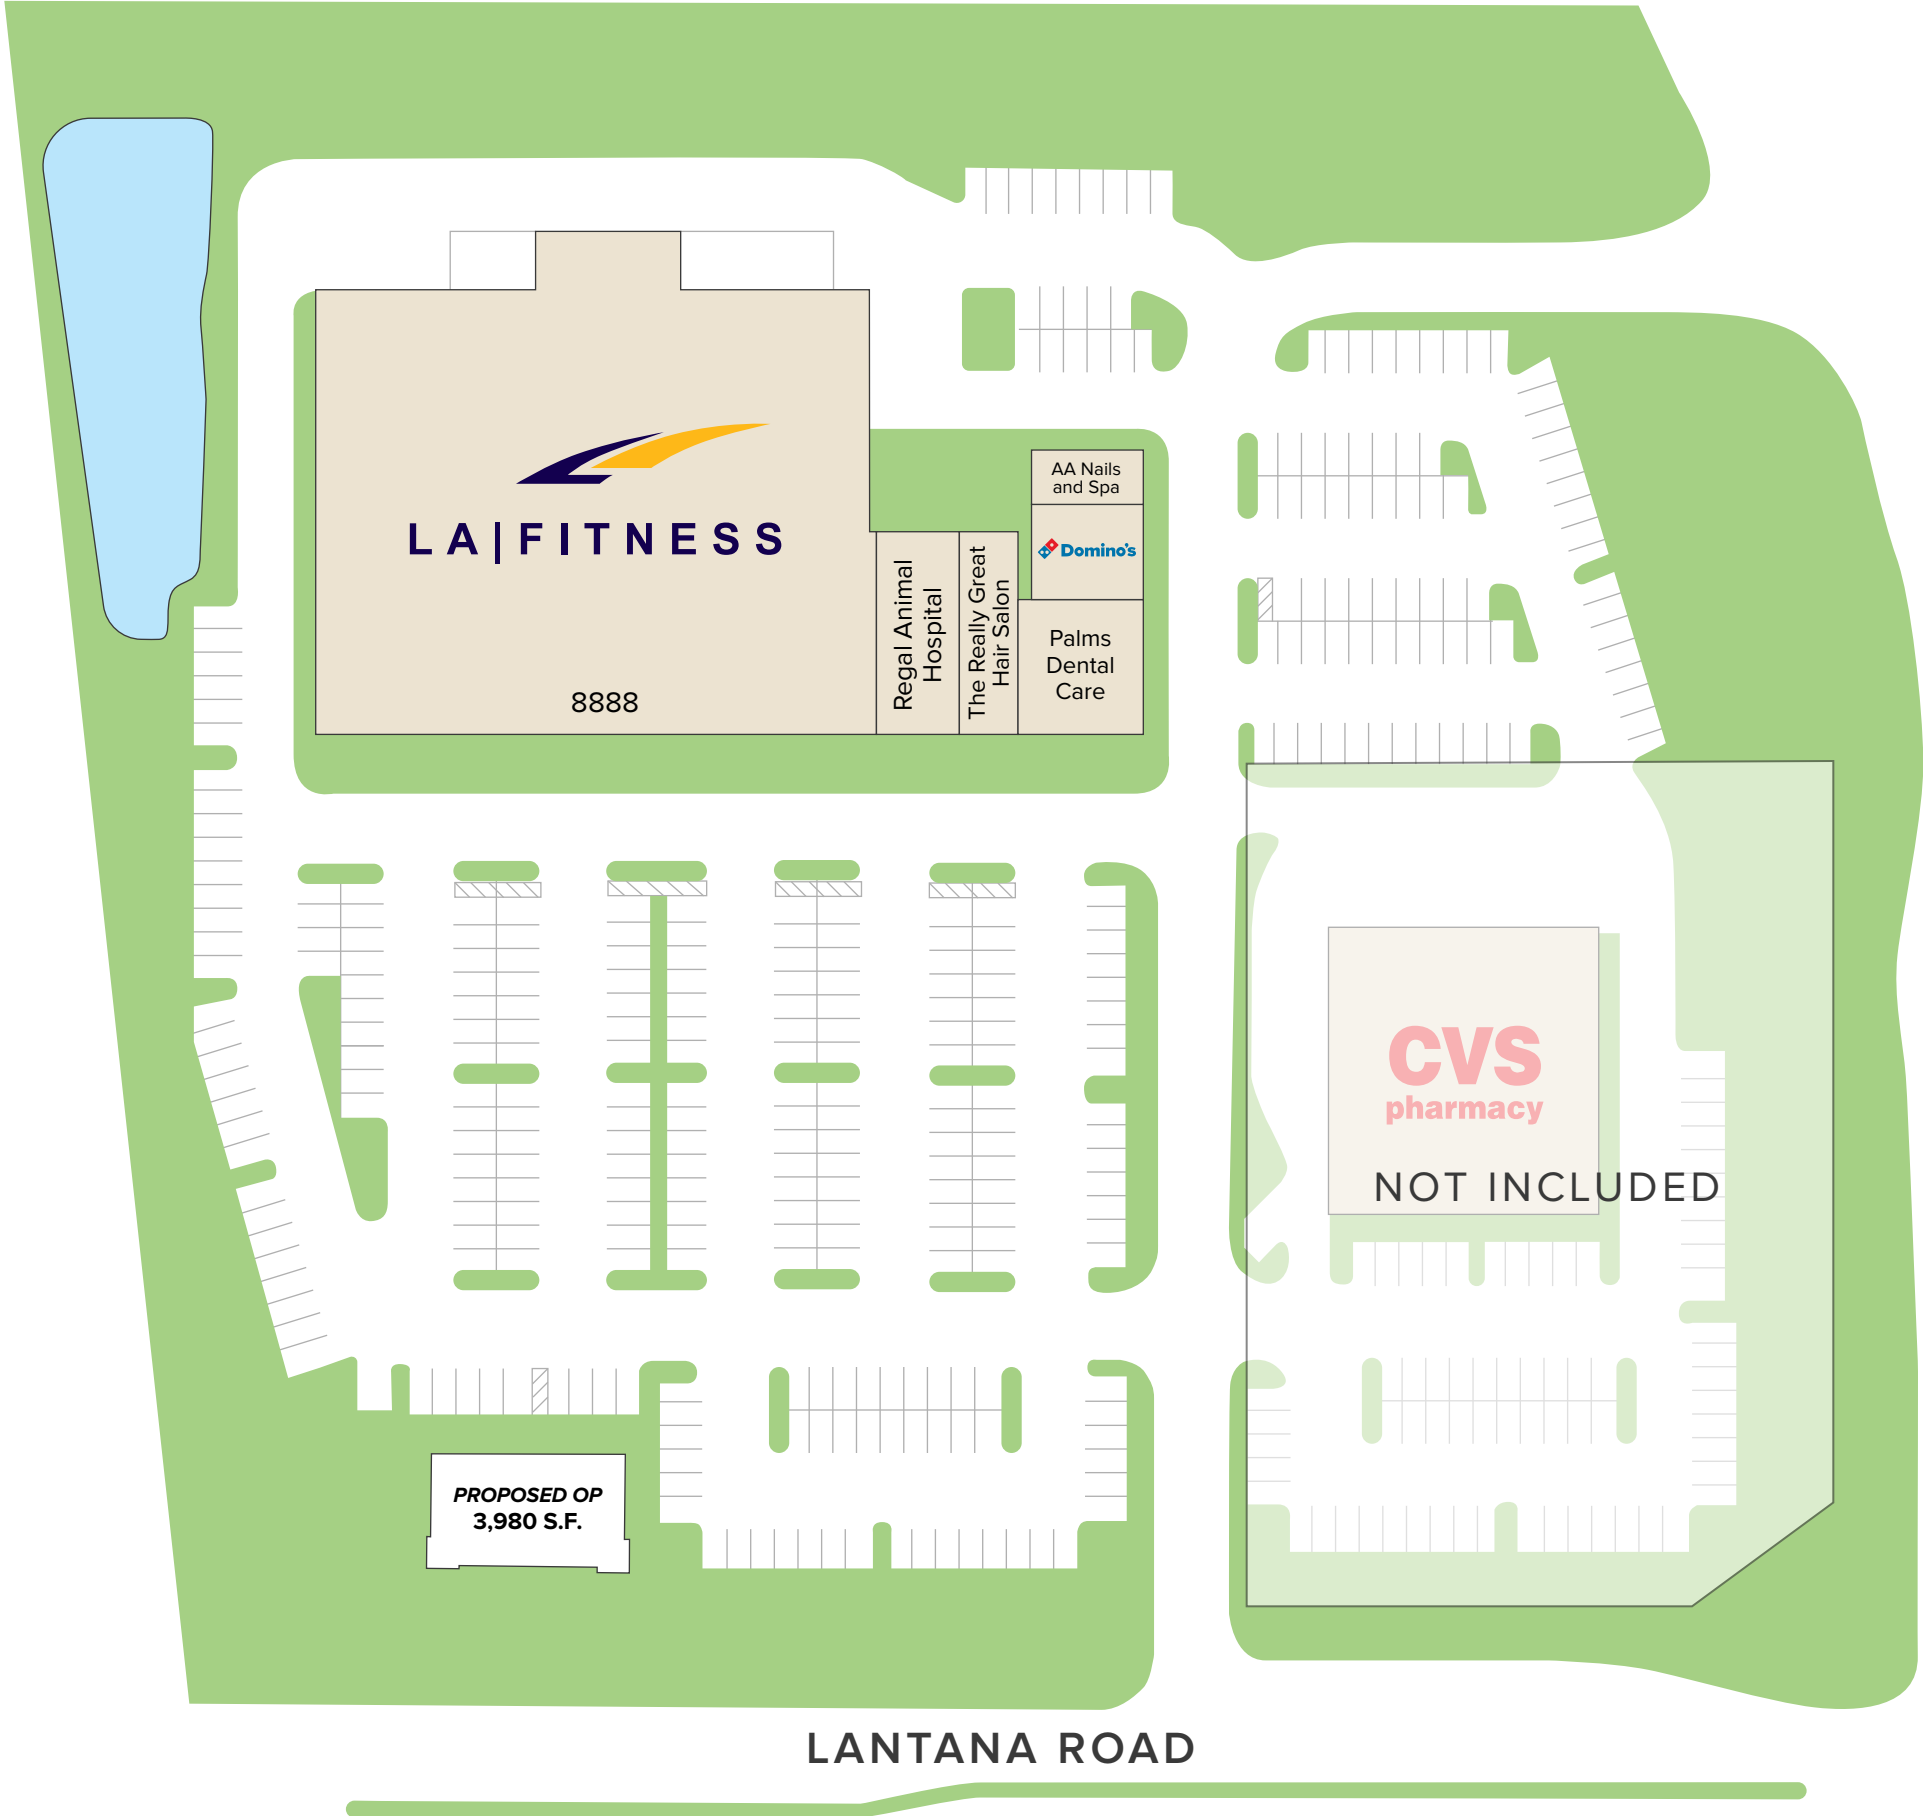 LA|FITNESS
8888
Regal Animal
Hospital
The Really Great
Hair Salon
AA Nails
and Spa
Domino's
Palms
Dental
Care
CVS
pharmacy
NOT INCLUDED
PROPOSED OP
3,980 S.F.
LANTANA ROAD